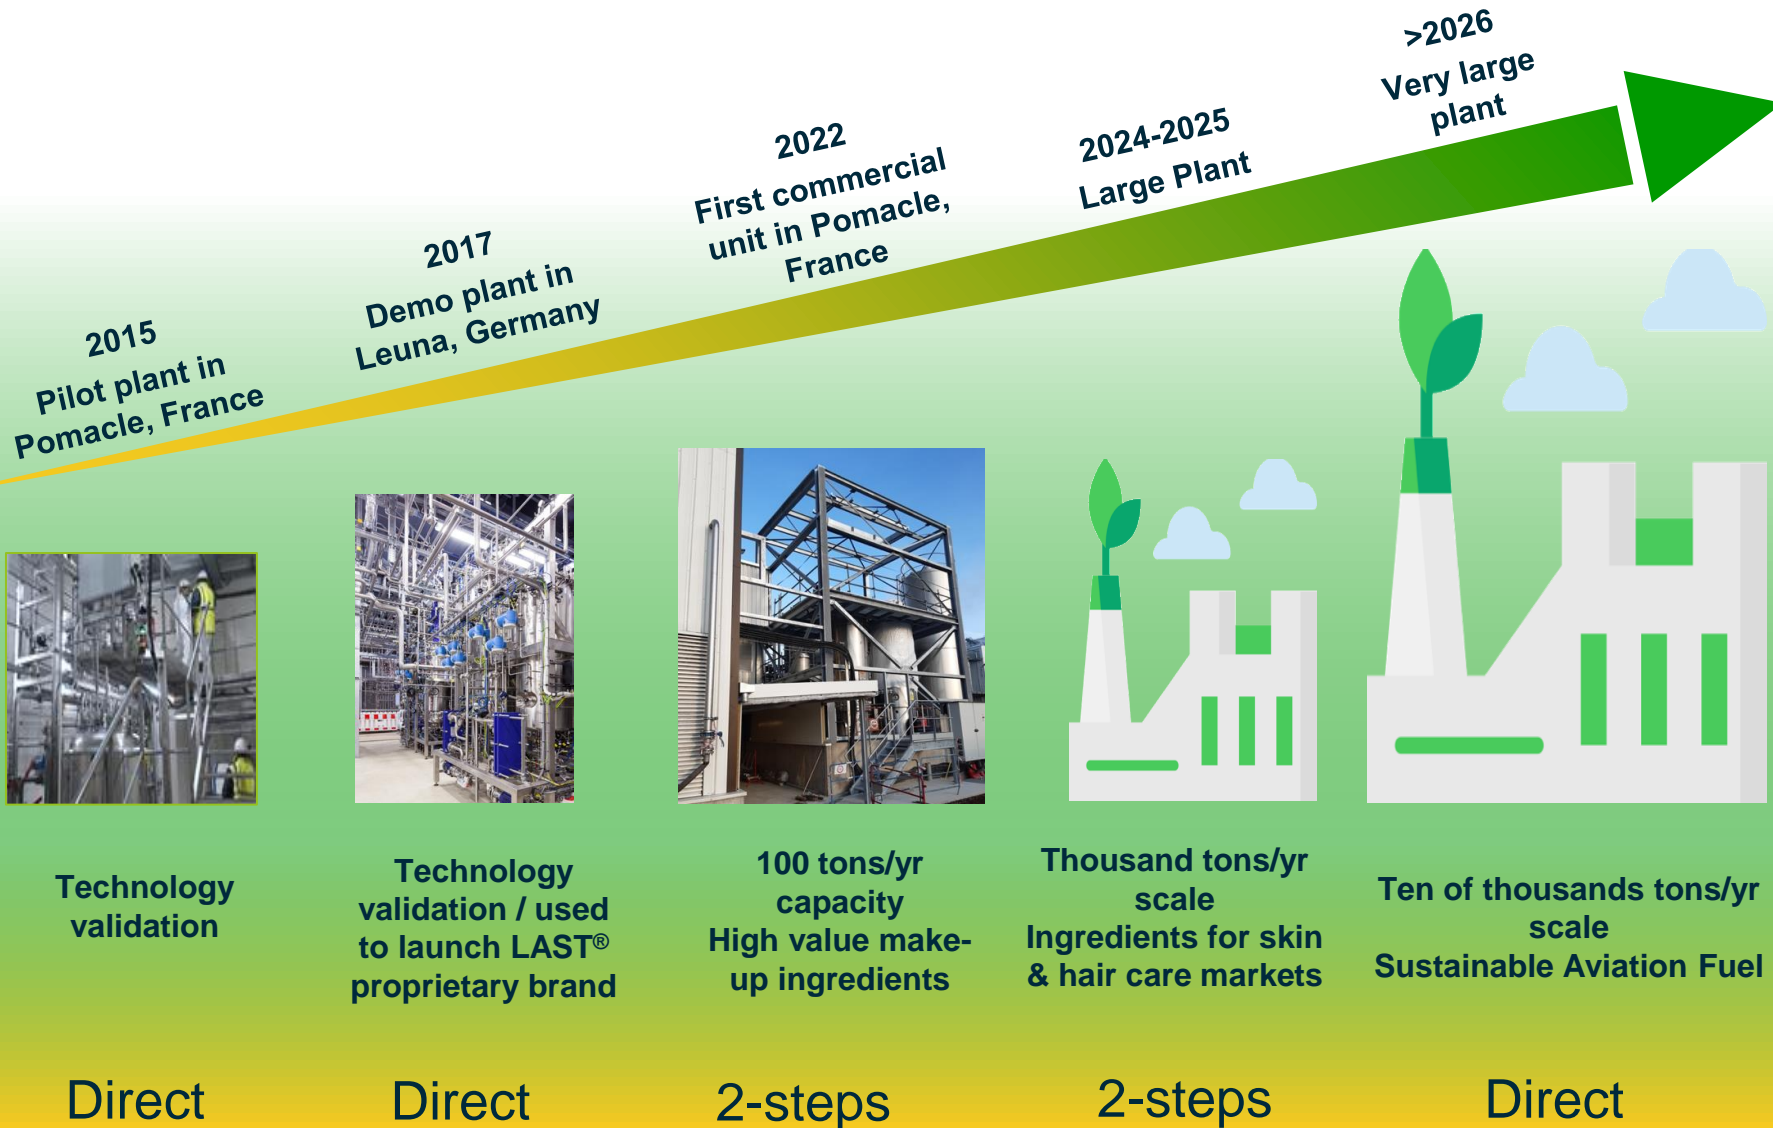 2015
Pilot plant in
Pomacle, France
2017
Demo plant in
Leuna, Germany
2022
First commercial
unit in Pomacle,
France
2024-2025
Large Plant
>2026
Very large
plant
Technology
validation
Technology
validation / used
to launch LAST®
proprietary brand
100 tons/yr
capacity
High value make-
up ingredients
Thousand tons/yr
scale
Ingredients for skin
& hair care markets
Ten of thousands tons/yr
scale
Sustainable Aviation Fuel
Direct
Direct
2-steps
2-steps
Direct